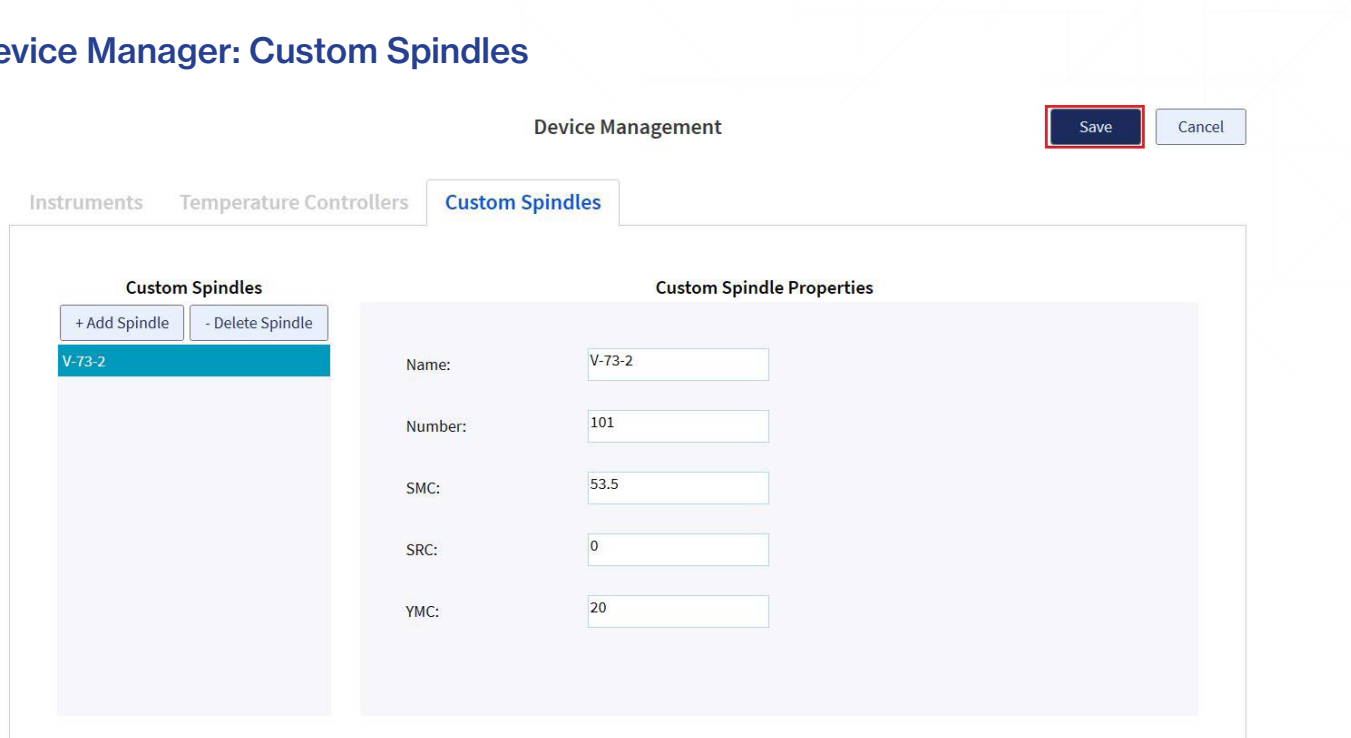 evice Manager: Custom Spindles
Device Management
Save
Cancel
Instruments
Temperature Controllers
Custom Spindles
Custom Spindles
+ Add Spindle
- Delete Spindle
V-73-2
Custom Spindle Properties
Name: V-73-2
Number: 101
SMC: 53.5
SRC: 0
YMC: 20